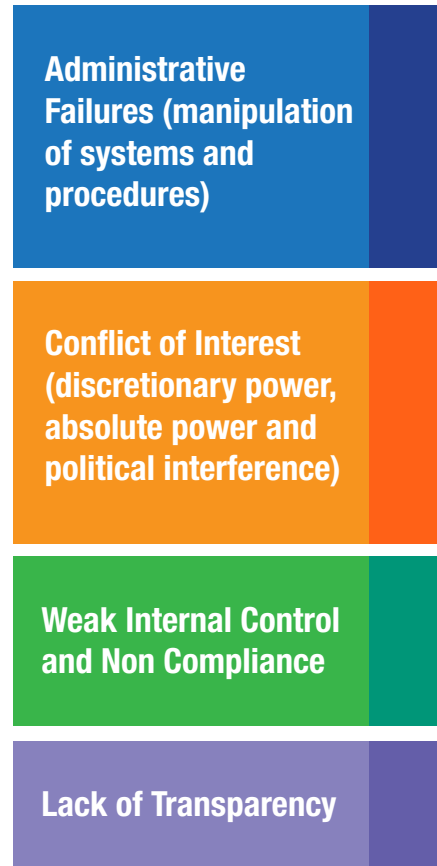 Administrative
Failures (manipulation
of systems and
procedures)
Conflict of Interest
(discretionary power,
absolute power and
political interference)
Weak Internal Control
and Non Compliance
Lack of Transparency